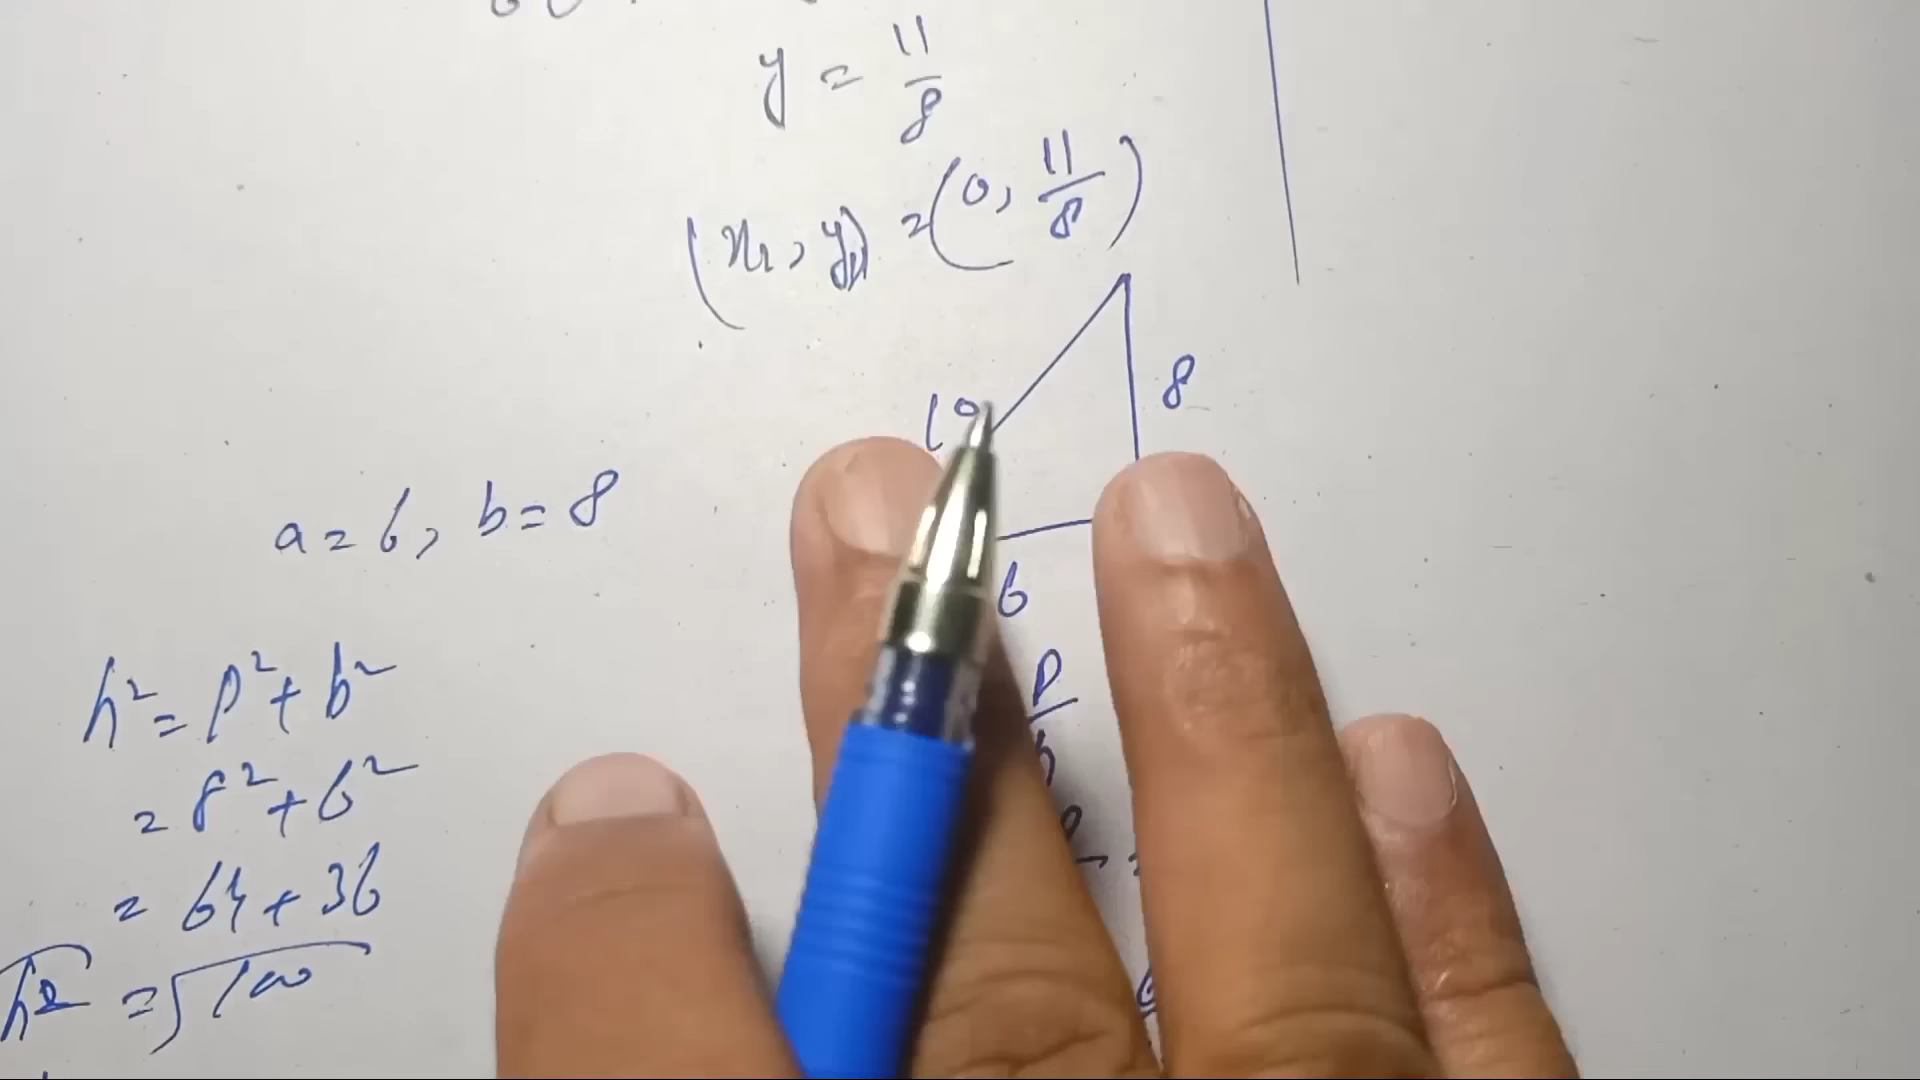 y = 11/8
(x₁, y₁) = (0, 11/8)
10
8
a = 6, b = 8
6
h² = p² + b²
p
= 8² + 6²
= 64 + 36
√h² = √100